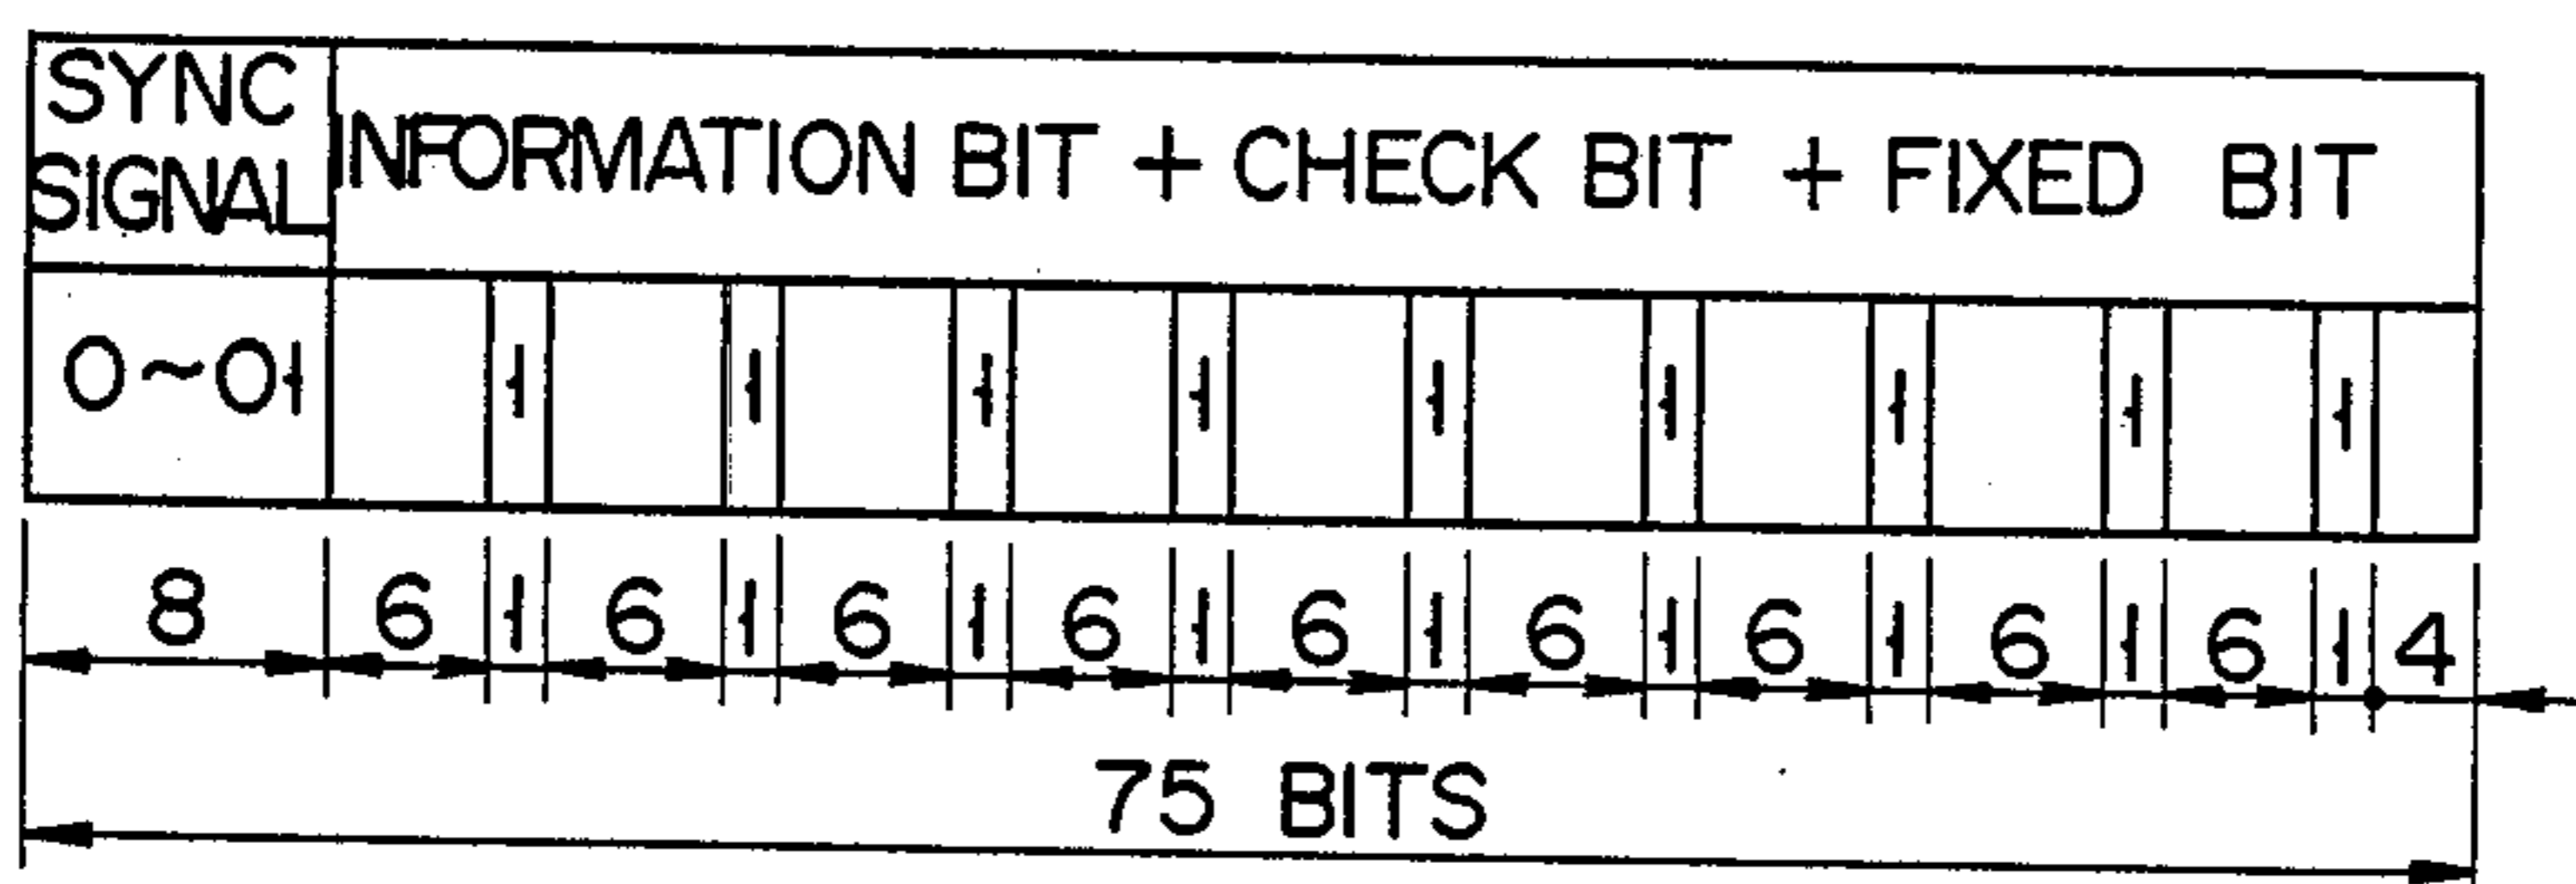 SYNC
SIGNAL
INFORMATION BIT + CHECK BIT + FIXED BIT
0~01 1 1 1 1 1 1 1 1 1
8 6 1 6 1 6 1 6 1 6 1 6 1 6 1 6 1 6 1 4
75 BITS